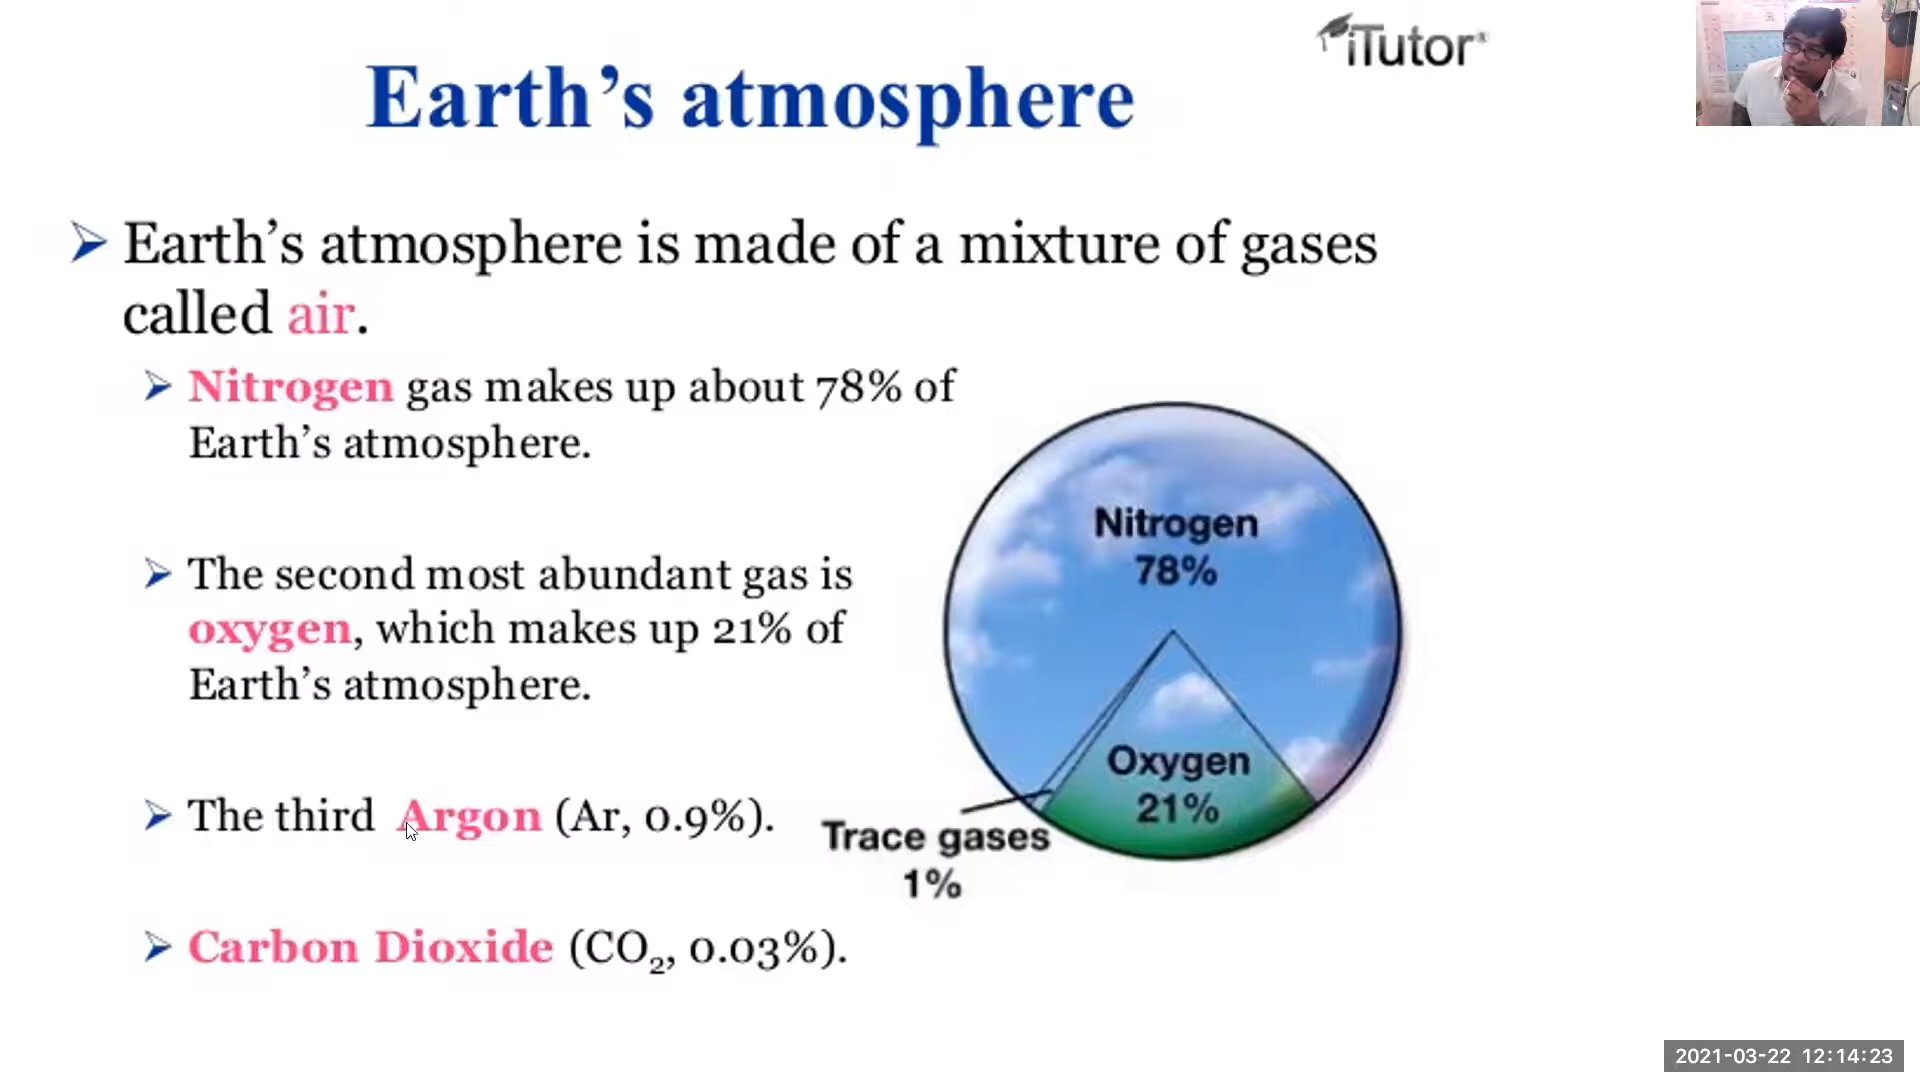 iTutor®
Earth's atmosphere
Earth's atmosphere is made of a mixture of gases
called air.
Nitrogen gas makes up about 78% of
Earth's atmosphere.
The second most abundant gas is
oxygen, which makes up 21% of
Earth's atmosphere.
The third Argon (Ar, 0.9%).
Carbon Dioxide (CO₂, 0.03%).
Nitrogen
78%
Oxygen
21%
Trace gases
1%
2021-03-22 12:14:23